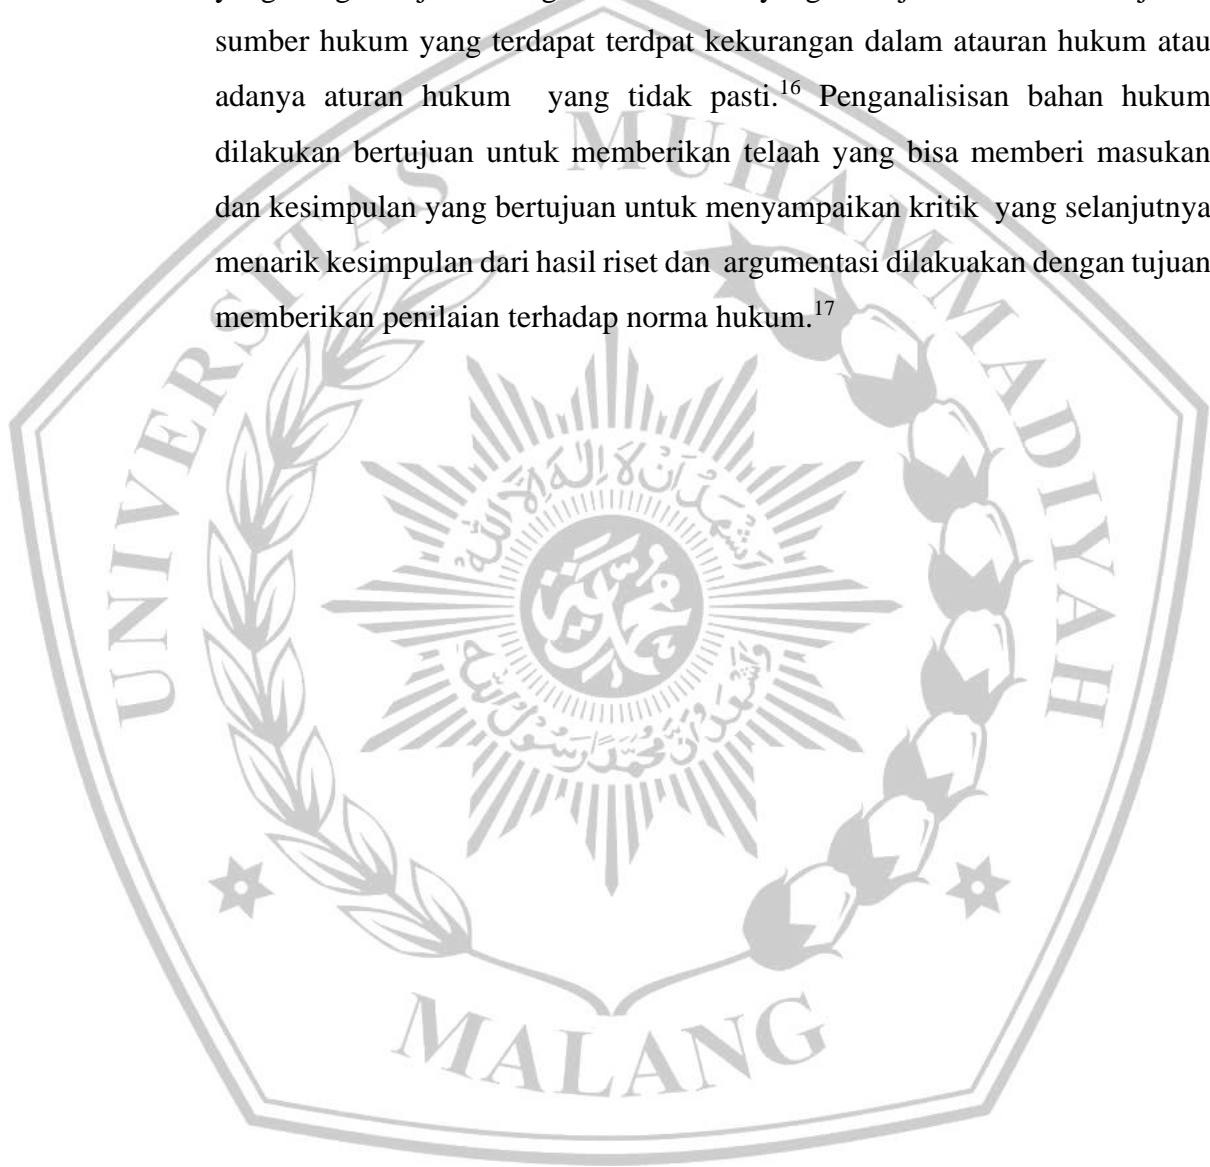 sumber hukum yang terdapat terdpat kekurangan dalam atauran hukum atau
adanya aturan hukum yang tidak pasti.16 Penganalisisan bahan hukum
dilakukan bertujuan untuk memberikan telaah yang bisa memberi masukan
dan kesimpulan yang bertujuan untuk menyampaikan kritik yang selanjutnya
menarik kesimpulan dari hasil riset dan argumentasi dilakuakan dengan tujuan
memberikan penilaian terhadap norma hukum.17
UNIVERSITAS MUHAMMADIYAH
MALANG